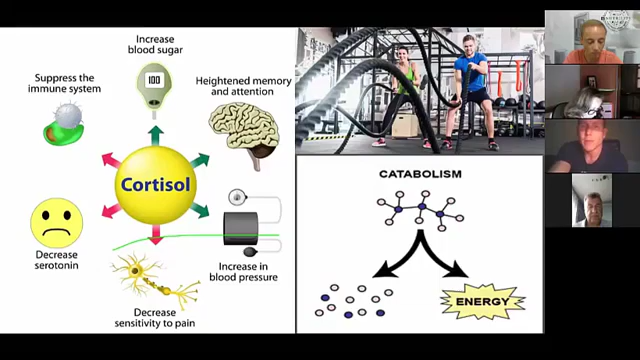 Increase
blood sugar
Suppress the
immune system
100
Heightened memory
and attention
Cortisol
Decrease
serotonin
Increase in
blood pressure
Decrease
sensitivity to pain
CATABOLISM
ENERGY